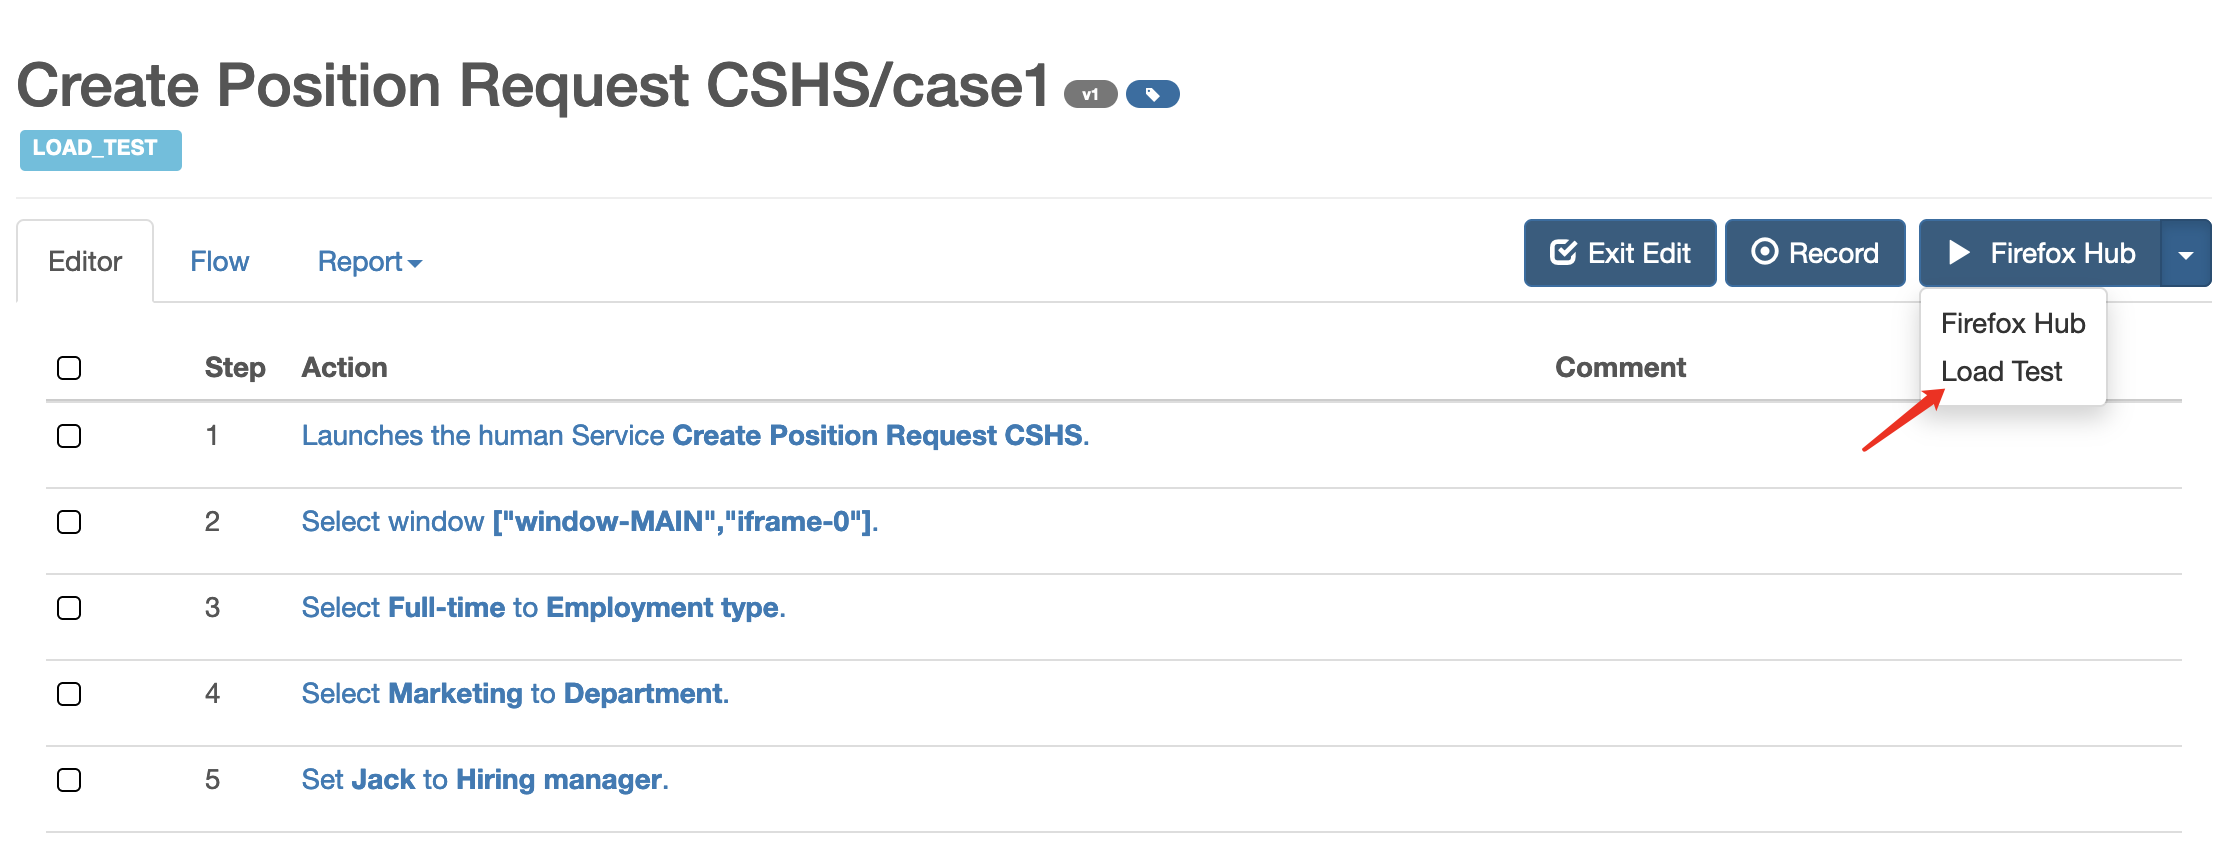 Create Position Request CSHS/case1 v1
LOAD_TEST
Editor Flow Report Exit Edit Record Firefox Hub
Firefox Hub
Load Test
Step Action Comment
1 Launches the human Service Create Position Request CSHS.
2 Select window ["window-MAIN","iframe-0"].
3 Select Full-time to Employment type.
4 Select Marketing to Department.
5 Set Jack to Hiring manager.